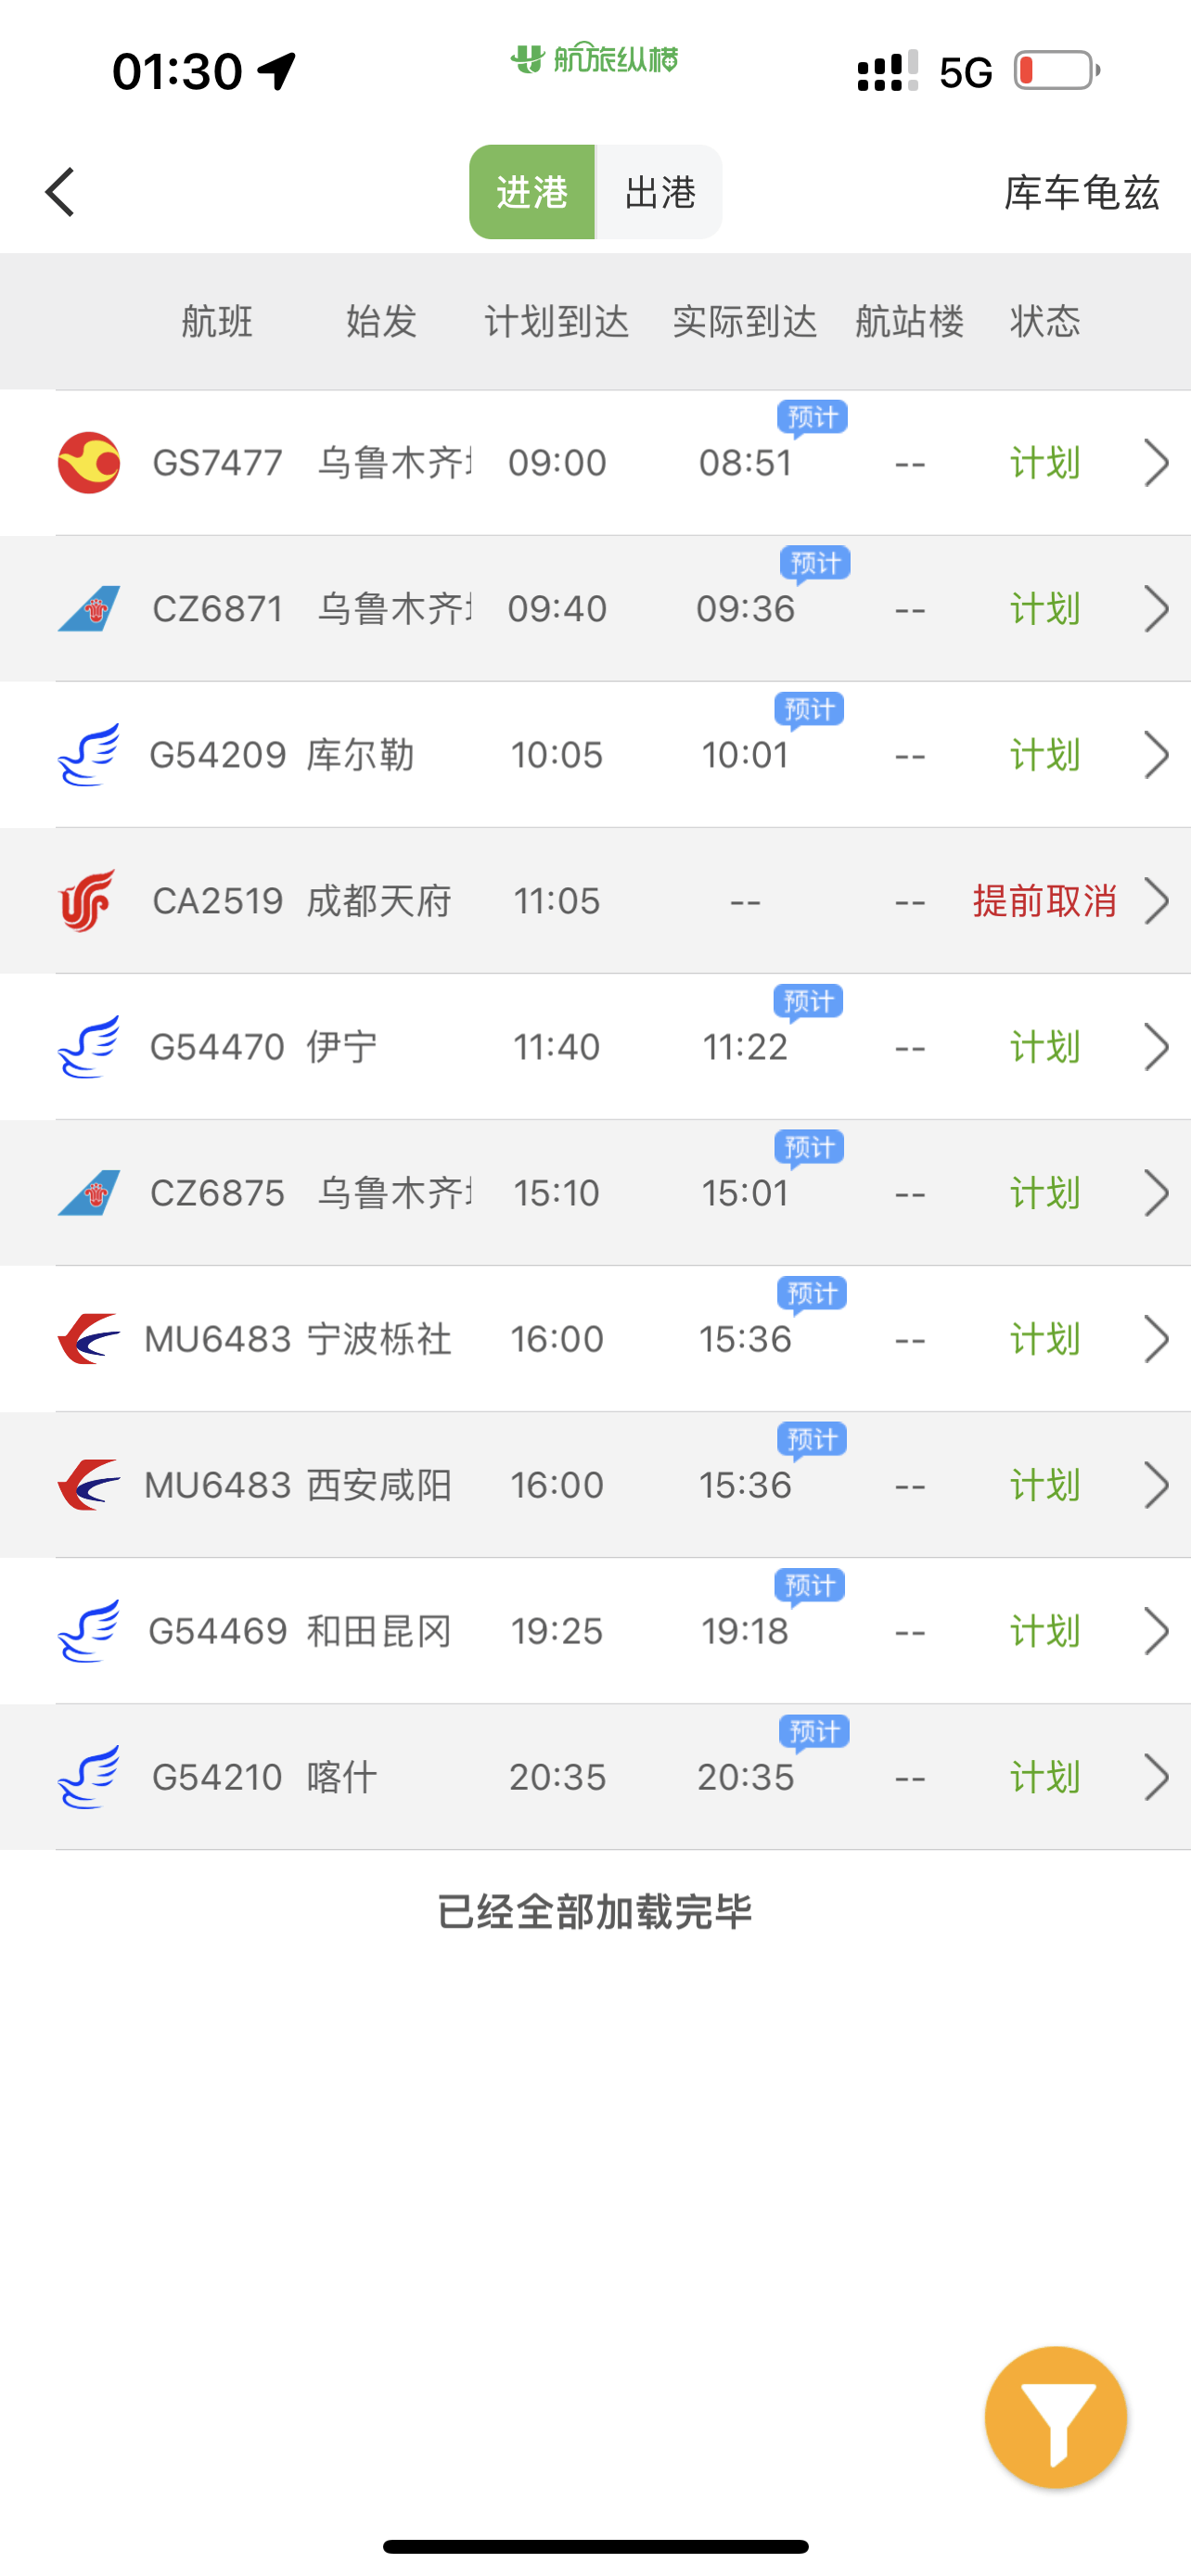 01:30 航旅纵横 5G
进港 出港 库车龟兹
航班 始发 计划到达 实际到达 航站楼 状态
预计
GS7477 乌鲁木齐 09:00 08:51 -- 计划
预计
CZ6871 乌鲁木齐 09:40 09:36 -- 计划
预计
G54209 库尔勒 10:05 10:01 -- 计划
CA2519 成都天府 11:05 -- -- 提前取消
预计
G54470 伊宁 11:40 11:22 -- 计划
预计
CZ6875 乌鲁木齐 15:10 15:01 -- 计划
预计
MU6483 宁波栎社 16:00 15:36 -- 计划
预计
MU6483 西安咸阳 16:00 15:36 -- 计划
预计
G54469 和田昆冈 19:25 19:18 -- 计划
预计
G54210 喀什 20:35 20:35 -- 计划
已经全部加载完毕